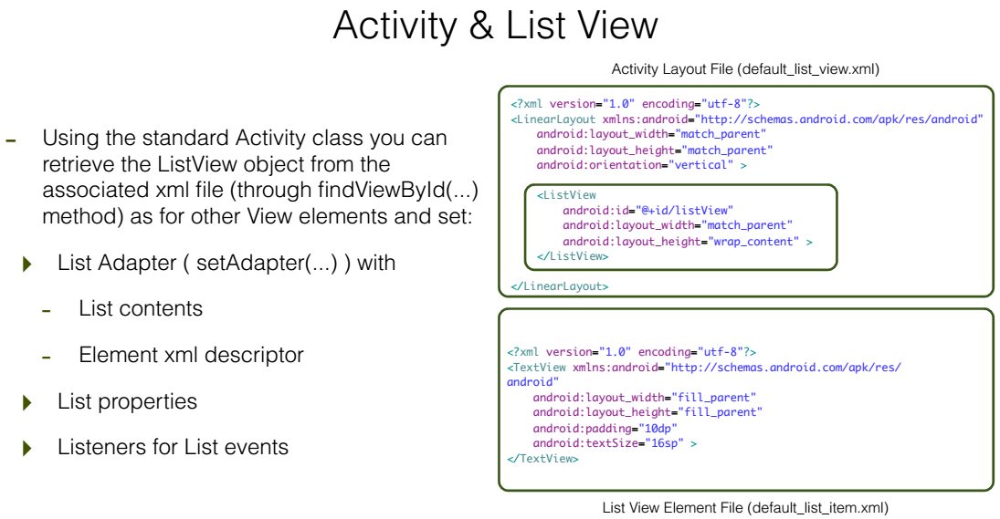 Activity & List View
- Using the standard Activity class you can
retrieve the ListView object from the
associated xml file (through findViewById(...)
method) as for other View elements and set:
List Adapter ( setAdapter(...) ) with
- List contents
- Element xml descriptor
List properties
Listeners for List events
Activity Layout File (default_list_view.xml)
<?xml version="1.0" encoding="utf-8"?>
<LinearLayout xmlns:android="http://schemas.android.com/apk/res/android"
android:layout_width="match_parent"
android:layout_height="match_parent"
android:orientation="vertical" >
<ListView
android:id="@+id/listView"
android:layout_width="match_parent"
android:layout_height="wrap_content" >
</ListView>
</LinearLayout>
<?xml version="1.0" encoding="utf-8"?>
<TextView xmlns:android="http://schemas.android.com/apk/res/
android"
android:layout_width="fill_parent"
android:layout_height="fill_parent"
android:padding="10dp"
android:textSize="16sp" >
</TextView>
List View Element File (default_list_item.xml)